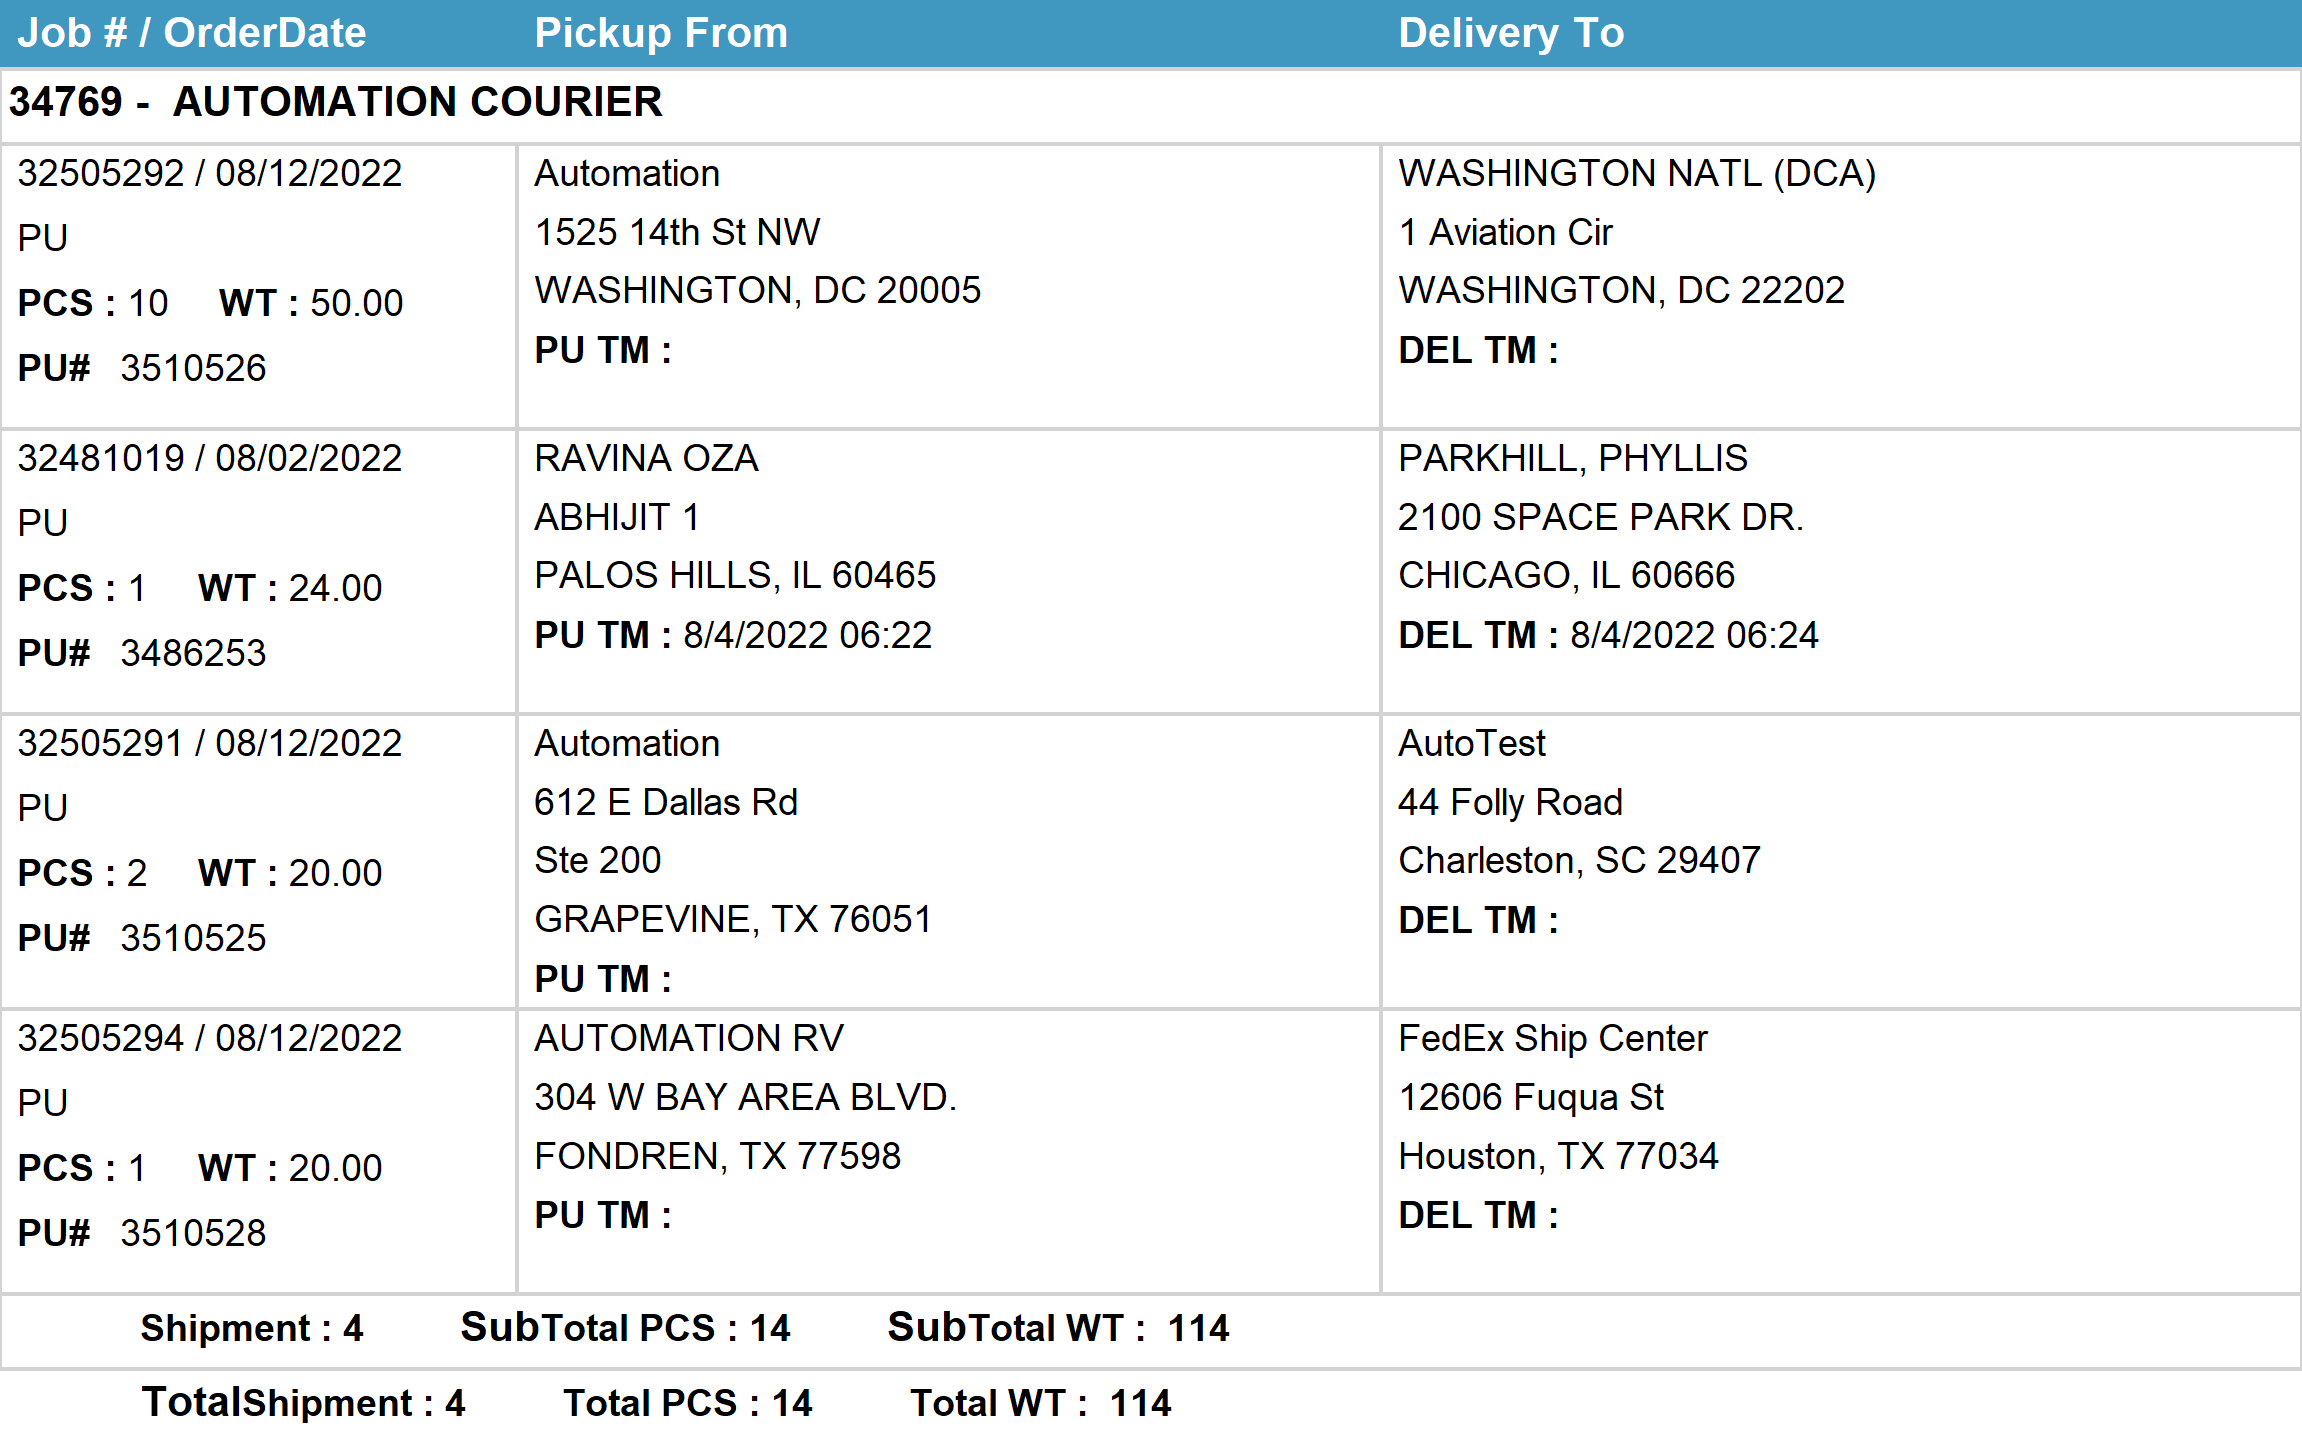 Job # / OrderDate Pickup From Delivery To
34769 - AUTOMATION COURIER
32505292 / 08/12/2022
PU
PCS : 10 WT : 50.00
PU# 3510526
Automation
1525 14th St NW
WASHINGTON, DC 20005
PU TM :
WASHINGTON NATL (DCA)
1 Aviation Cir
WASHINGTON, DC 22202
DEL TM :
32481019 / 08/02/2022
PU
PCS : 1 WT : 24.00
PU# 3486253
RAVINA OZA
ABHIJIT 1
PALOS HILLS, IL 60465
PU TM : 8/4/2022 06:22
PARKHILL, PHYLLIS
2100 SPACE PARK DR.
CHICAGO, IL 60666
DEL TM : 8/4/2022 06:24
32505291 / 08/12/2022
PU
PCS : 2 WT : 20.00
PU# 3510525
Automation
612 E Dallas Rd
Ste 200
GRAPEVINE, TX 76051
PU TM :
AutoTest
44 Folly Road
Charleston, SC 29407
DEL TM :
32505294 / 08/12/2022
PU
PCS : 1 WT : 20.00
PU# 3510528
AUTOMATION RV
304 W BAY AREA BLVD.
FONDREN, TX 77598
PU TM :
FedEx Ship Center
12606 Fuqua St
Houston, TX 77034
DEL TM :
Shipment : 4 SubTotal PCS : 14 SubTotal WT : 114
TotalShipment : 4 Total PCS : 14 Total WT : 114